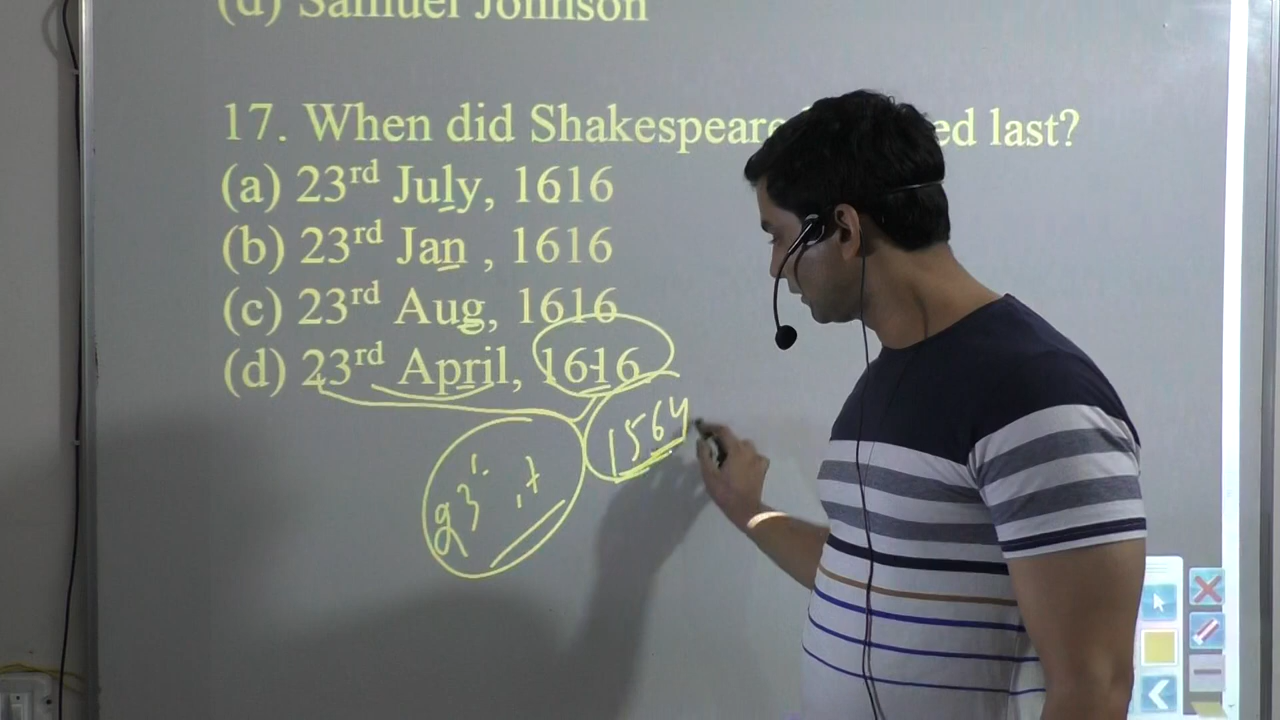 (d) Samuel Johnson
17. When did Shakespeare ed last?
(a) 23rd July, 1616
(b) 23rd Jan , 1616
(c) 23rd Aug, 1616
(d) 23rd April, 1616
1564
23